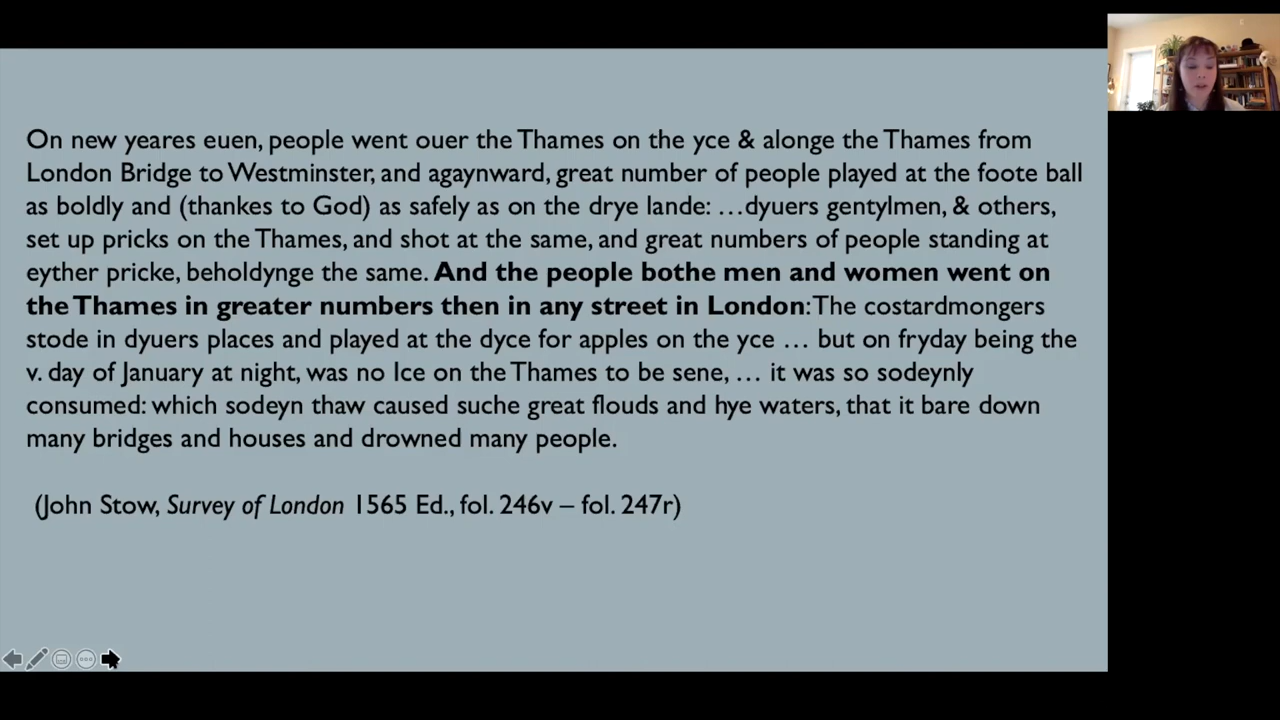 On new yeares euen, people went ouer the Thames on the yce & alonge the Thames from
London Bridge to Westminster, and agaynward, great number of people played at the foote ball
as boldly and (thankes to God) as safely as on the drye lande: …dyuers gentylmen, & others,
set up pricks on the Thames, and shot at the same, and great numbers of people standing at
eyther pricke, beholdynge the same. And the people bothe men and women went on
the Thames in greater numbers then in any street in London: The costardmongers
stode in dyuers places and played at the dyce for apples on the yce … but on fryday being the
v. day of January at night, was no Ice on the Thames to be sene, … it was so sodeynly
consumed: which sodeyn thaw caused suche great flouds and hye waters, that it bare down
many bridges and houses and drowned many people.
(John Stow, Survey of London 1565 Ed., fol. 246v – fol. 247r)